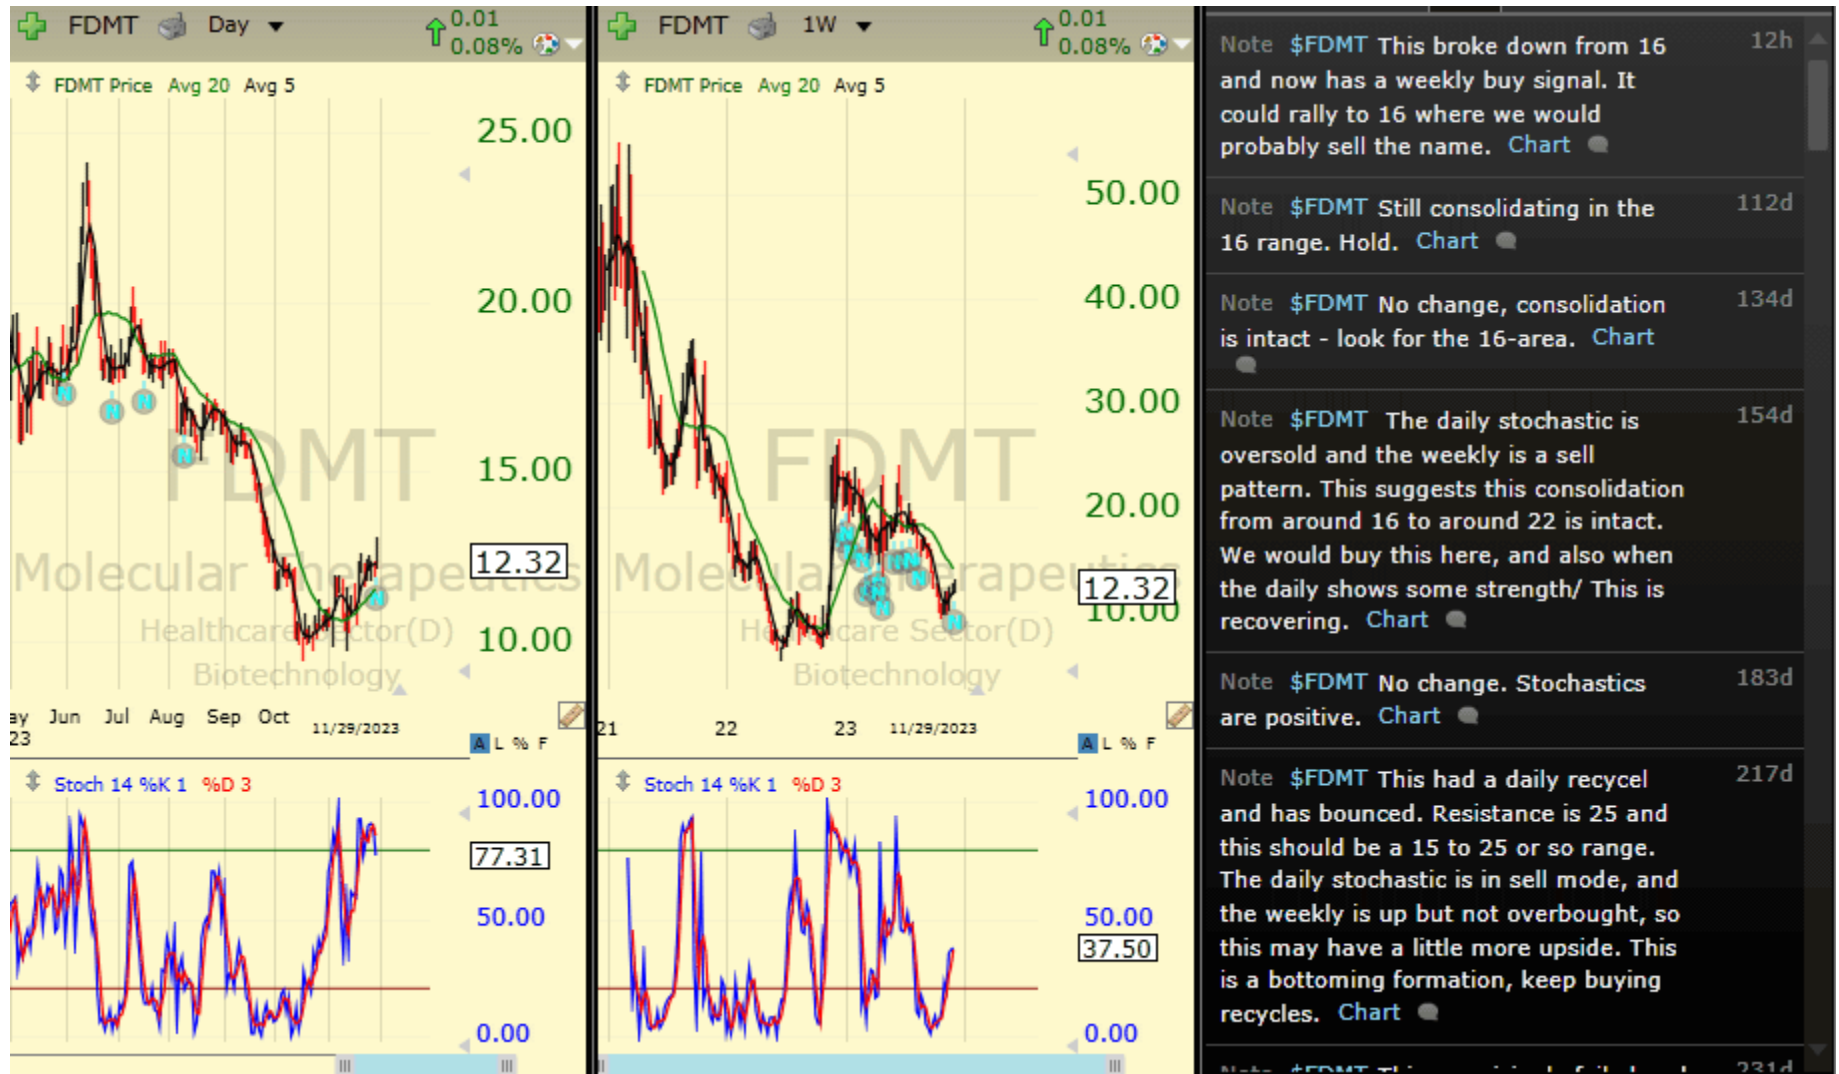 FDMT Day 0.01
0.08%
FDMT Price Avg 20 Avg 5
25.00
20.00
15.00
12.32
10.00
FDMT
Molecular Therapeutics
Healthcare Sector(D)
Biotechnology
ay Jun Jul Aug Sep Oct 11/29/2023
23
A L % F
Stoch 14 %K 1 %D 3
100.00
77.31
50.00
0.00
FDMT 1W 0.01
0.08%
FDMT Price Avg 20 Avg 5
50.00
40.00
30.00
20.00
12.32
10.00
FDMT
Molecular Therapeutics
Healthcare Sector(D)
Biotechnology
21 22 23 11/29/2023
A L % F
Stoch 14 %K 1 %D 3
100.00
50.00
37.50
0.00
Note $FDMT This broke down from 16 12h
and now has a weekly buy signal. It
could rally to 16 where we would
probably sell the name. Chart
Note $FDMT Still consolidating in the 112d
16 range. Hold. Chart
Note $FDMT No change, consolidation 134d
is intact - look for the 16-area. Chart
Note $FDMT The daily stochastic is 154d
oversold and the weekly is a sell
pattern. This suggests this consolidation
from around 16 to around 22 is intact.
We would buy this here, and also when
the daily shows some strength/ This is
recovering. Chart
Note $FDMT No change. Stochastics 183d
are positive. Chart
Note $FDMT This had a daily recycel 217d
and has bounced. Resistance is 25 and
this should be a 15 to 25 or so range.
The daily stochastic is in sell mode, and
the weekly is up but not overbought, so
this may have a little more upside. This
is a bottoming formation, keep buying
recycles. Chart
231d